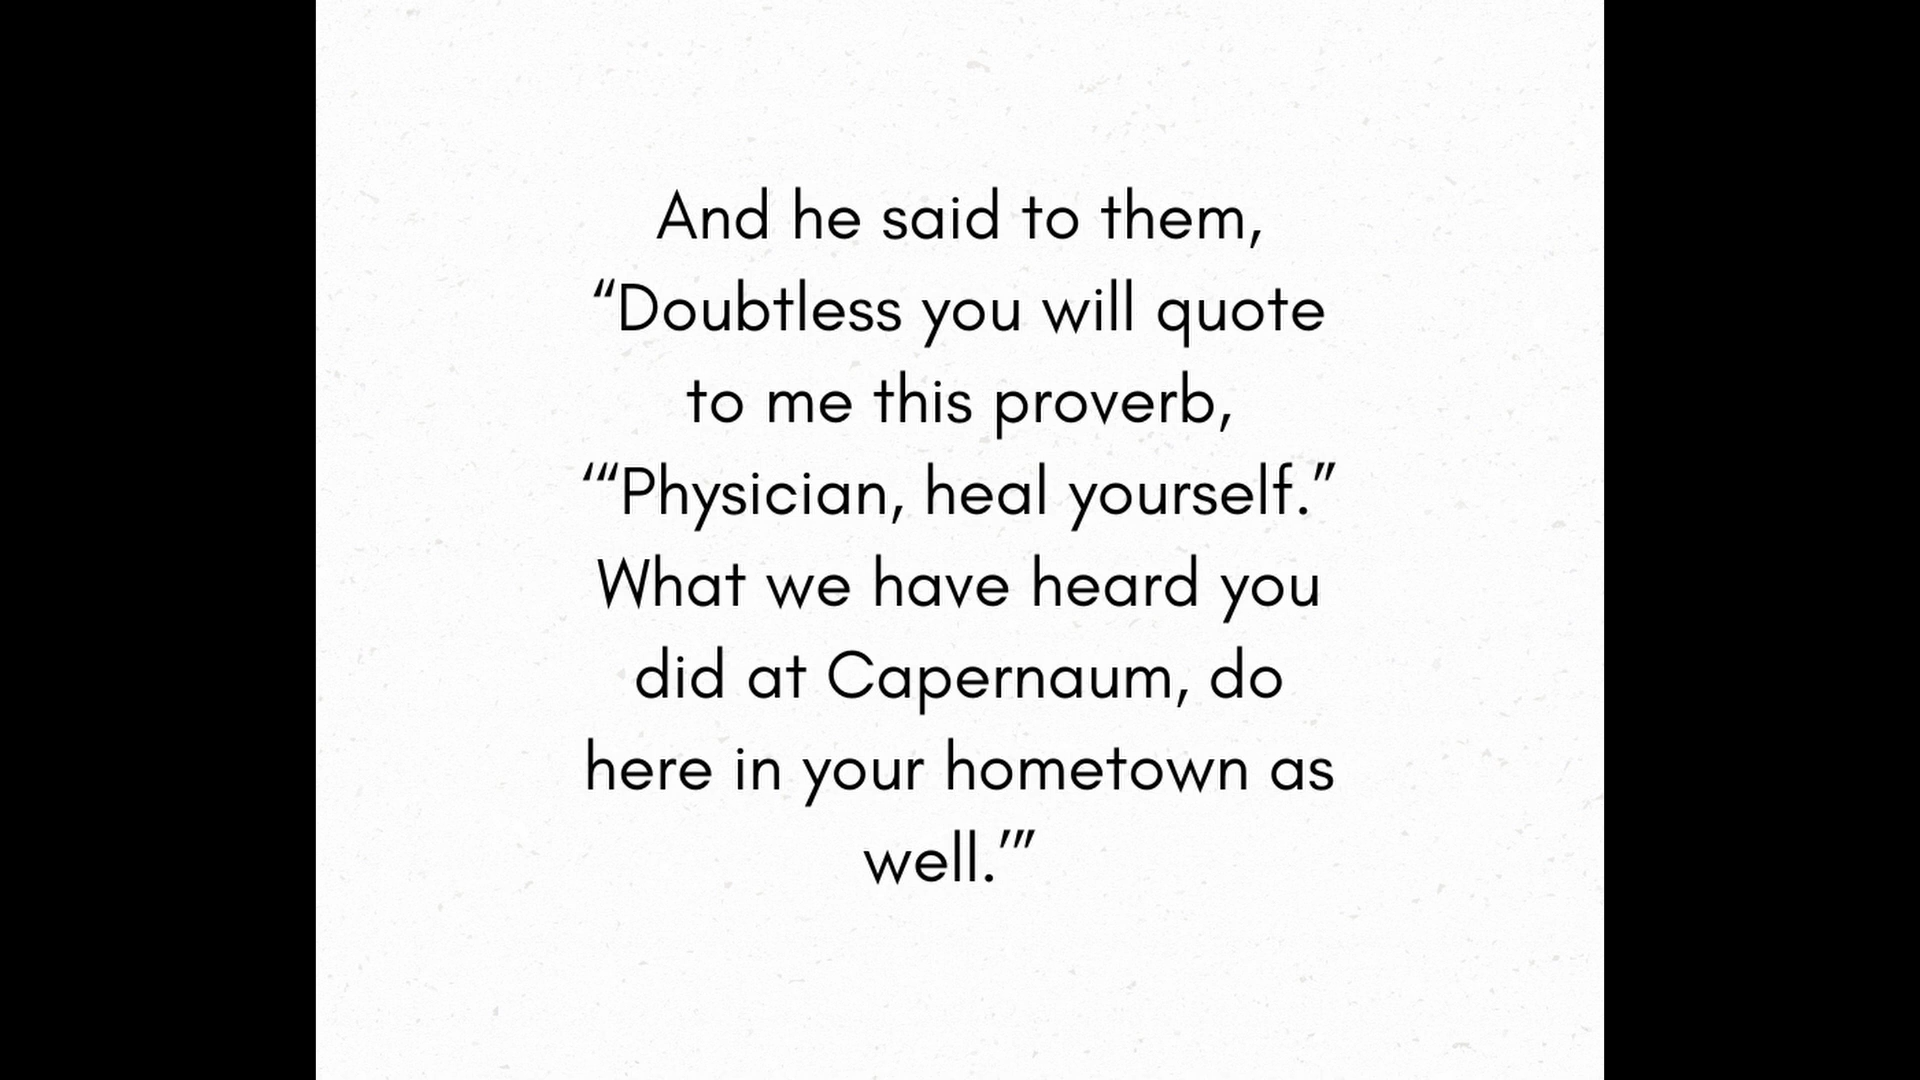 And he said to them,
“Doubtless you will quote
to me this proverb,
‘“Physician, heal yourself.”
What we have heard you
did at Capernaum, do
here in your hometown as
well.’”